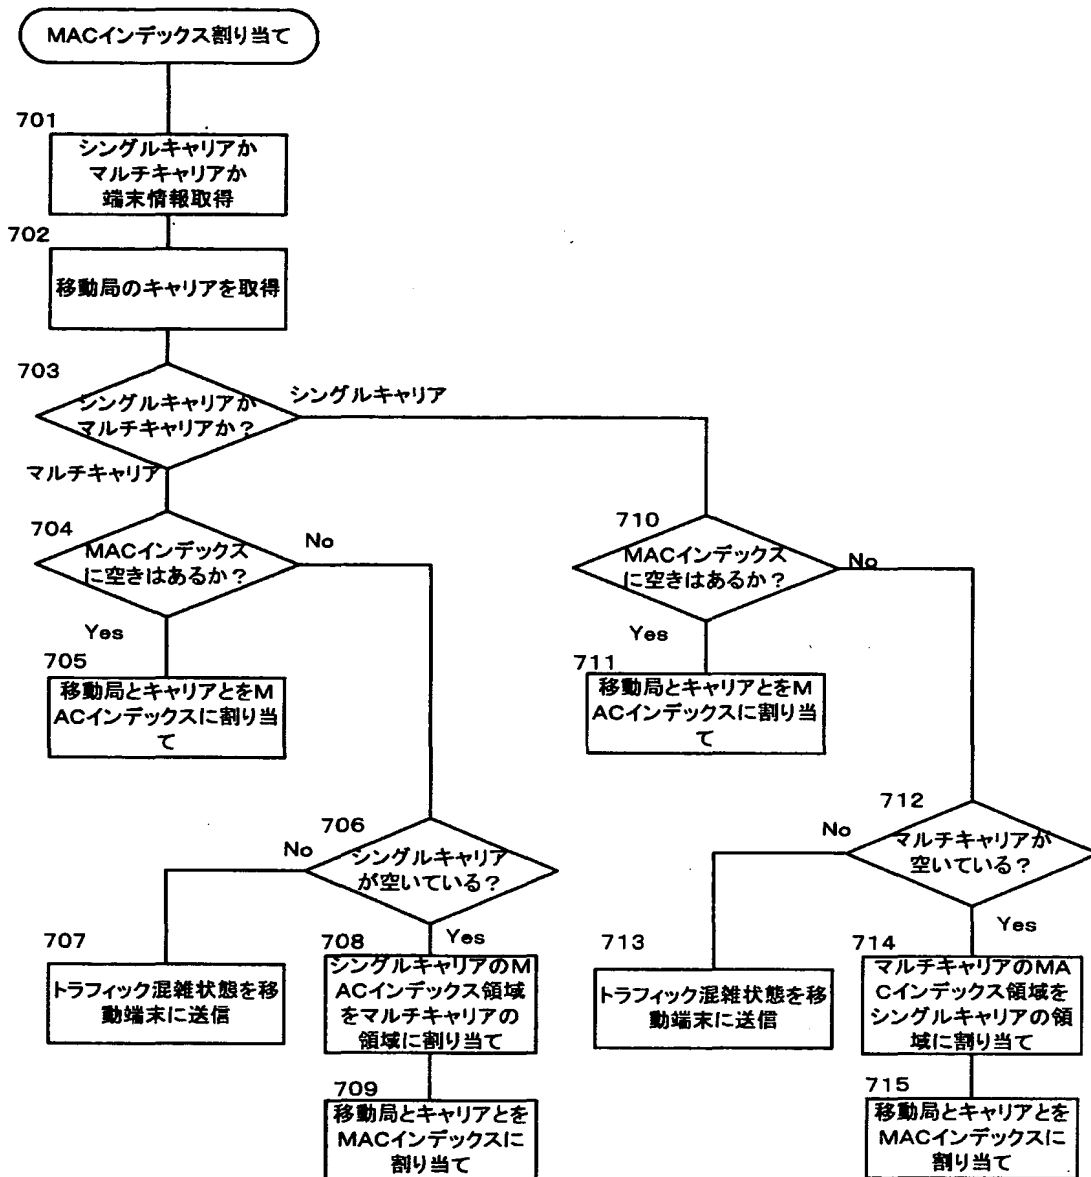 MACインデックス割り当て
701
シングルキャリアか
マルチキャリアか
端末情報取得
702
移動局のキャリアを取得
703
シングルキャリアか
マルチキャリアか？
シングルキャリア
マルチキャリア
704
MACインデックス
に空きはあるか？
No
Yes
705
移動局とキャリアとをM
ACインデックスに割り当
て
710
MACインデックス
に空きはあるか？
No
Yes
711
移動局とキャリアとをM
ACインデックスに割り当
て
706
シングルキャリア
が空いている？
No
Yes
707
トラフィック混雑状態を移
動端末に送信
708
シングルキャリアのM
ACインデックス領域
をマルチキャリアの
領域に割り当て
709
移動局とキャリアとを
MACインデックスに
割り当て
712
マルチキャリアが
空いている？
No
Yes
713
トラフィック混雑状態を移
動端末に送信
714
マルチキャリアのMA
Cインデックス領域を
シングルキャリアの領
域に割り当て
715
移動局とキャリアとを
MACインデックスに
割り当て